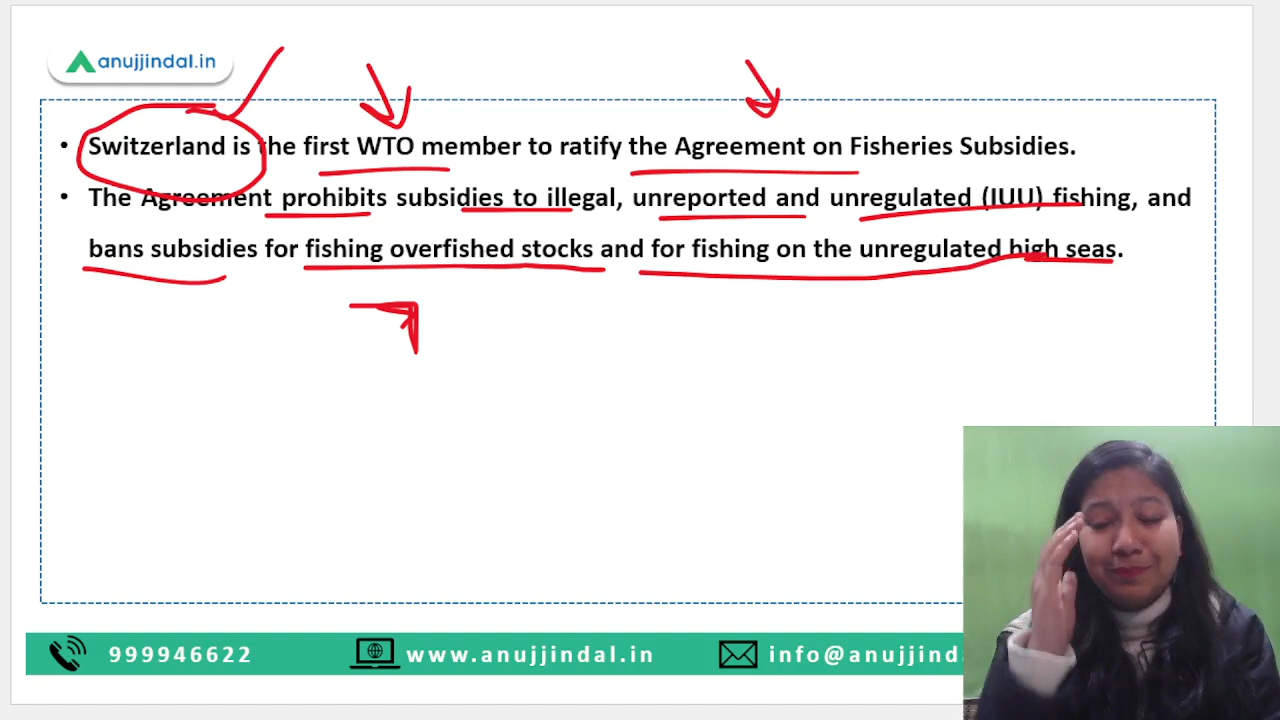 anujjindal.in
• Switzerland is the first WTO member to ratify the Agreement on Fisheries Subsidies.
• The Agreement prohibits subsidies to illegal, unreported and unregulated (IUU) fishing, and
bans subsidies for fishing overfished stocks and for fishing on the unregulated high seas.
999946622 www.anujjindal.in info@anujjinda